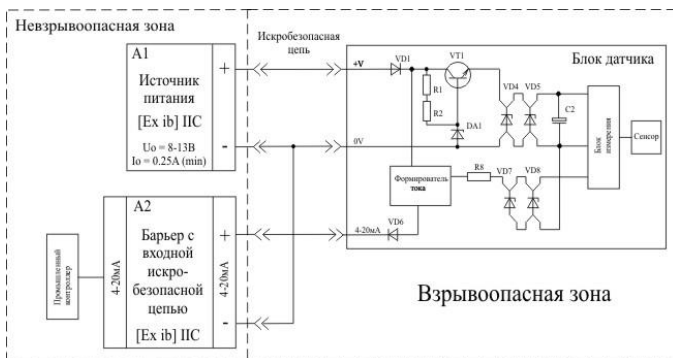 Невзрывоопасная зона
Искробезопасная
цепь
A1
Источник
питания
[Ex ib] IIC
Uo = 8-13В
Io = 0.25A (min)
+
-
A2
Барьер с
входной
искро-
безопасной
цепью
[Ex ib] IIC
4-20мА
4-20мА
+
-
Промышленный
контроллер
Блок датчика
+V
VD1
VT1
R1
R2
DA1
VD4
VD5
C2
0V
Блок
измерения
Сенсор
Формирователь
тока
R8
VD7
VD8
VD6
4-20мА
Взрывоопасная зона